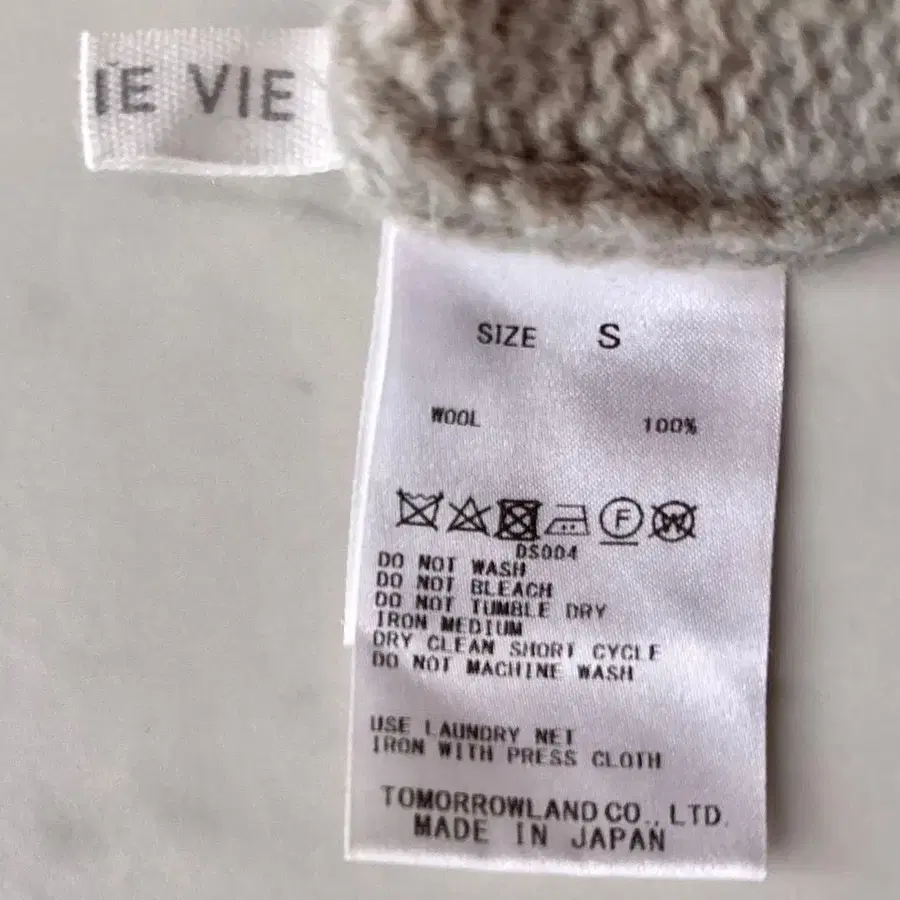 IE VIE
SIZE S
WOOL 100%
F W
DS004
DO NOT WASH
DO NOT BLEACH
DO NOT TUMBLE DRY
IRON MEDIUM
DRY CLEAN SHORT CYCLE
DO NOT MACHINE WASH
USE LAUNDRY NET
IRON WITH PRESS CLOTH
TOMORROWLAND CO., LTD.
MADE IN JAPAN